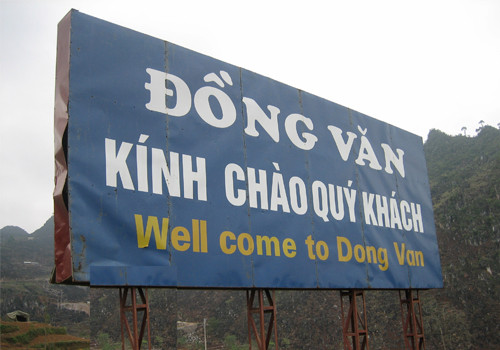 ĐỒNG VĂN
KÍNH CHÀO QUÝ KHÁCH
Well come to Dong Van